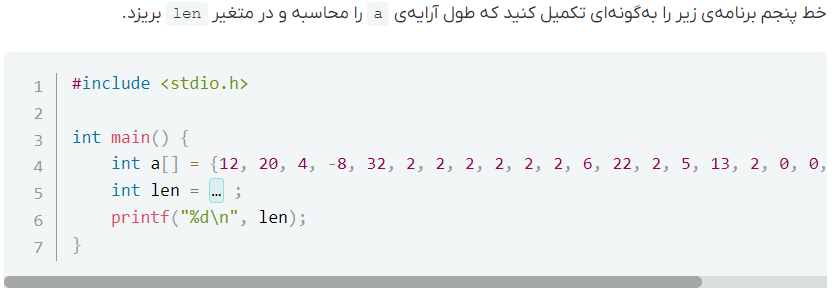 خط پنجم برنامه‌ی زیر را به‌گونه‌ای تکمیل کنید که طول آرایه‌ی a را محاسبه و در متغیر len بریزد.
1 #include <stdio.h>
2
3 int main() {
4 int a[] = {12, 20, 4, -8, 32, 2, 2, 2, 2, 2, 2, 6, 22, 2, 5, 13, 2, 0, 0,
5 int len = … ;
6 printf("%d\n", len);
7 }